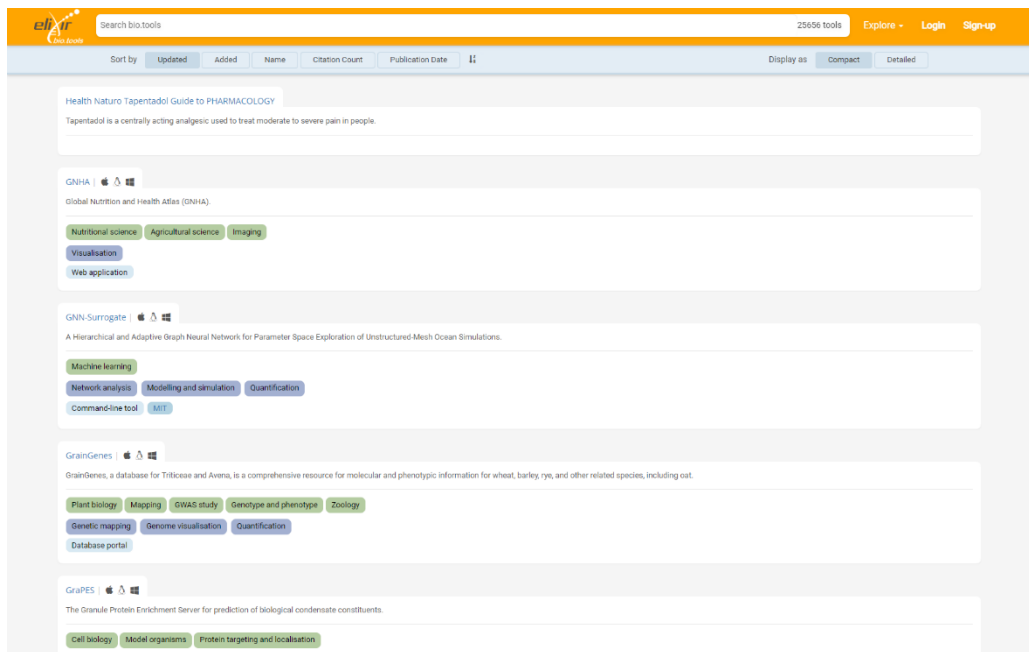 elixir
bio.tools
Search bio.tools 25656 tools Explore Login Sign-up
Sort by Updated Added Name Citation Count Publication Date Display as Compact Detailed
Health Naturo Tapentadol Guide to PHARMACOLOGY
Tapentadol is a centrally acting analgesic used to treat moderate to severe pain in people.
GNHA |
Global Nutrition and Health Atlas (GNHA).
Nutritional science Agricultural science Imaging
Visualisation
Web application
GNN-Surrogate |
A Hierarchical and Adaptive Graph Neural Network for Parameter Space Exploration of Unstructured-Mesh Ocean Simulations.
Machine learning
Network analysis Modelling and simulation Quantification
Command-line tool MIT
GrainGenes |
GrainGenes, a database for Triticeae and Avena, is a comprehensive resource for molecular and phenotypic information for wheat, barley, rye, and other related species, including oat.
Plant biology Mapping GWAS study Genotype and phenotype Zoology
Genetic mapping Genome visualisation Quantification
Database portal
GraPES |
The Granule Protein Enrichment Server for prediction of biological condensate constituents.
Cell biology Model organisms Protein targeting and localisation